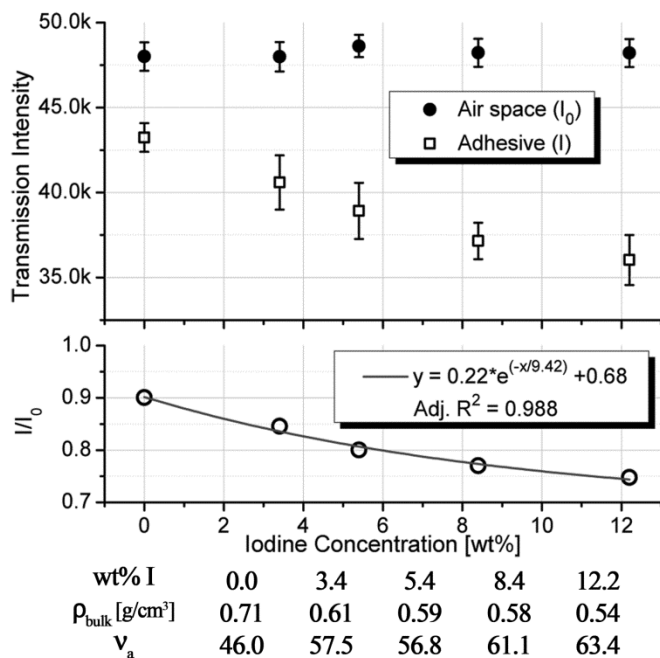 50.0k
45.0k
40.0k
35.0k
Transmission Intensity
Air space (I₀)
Adhesive (I)
1.0
0.9
0.8
0.7
I/I₀
y = 0.22*e^(-x/9.42) +0.68
Adj. R² = 0.988
0 2 4 6 8 10 12
Iodine Concentration [wt%]
wt% I 0.0 3.4 5.4 8.4 12.2
ρbulk [g/cm³] 0.71 0.61 0.59 0.58 0.54
νa 46.0 57.5 56.8 61.1 63.4